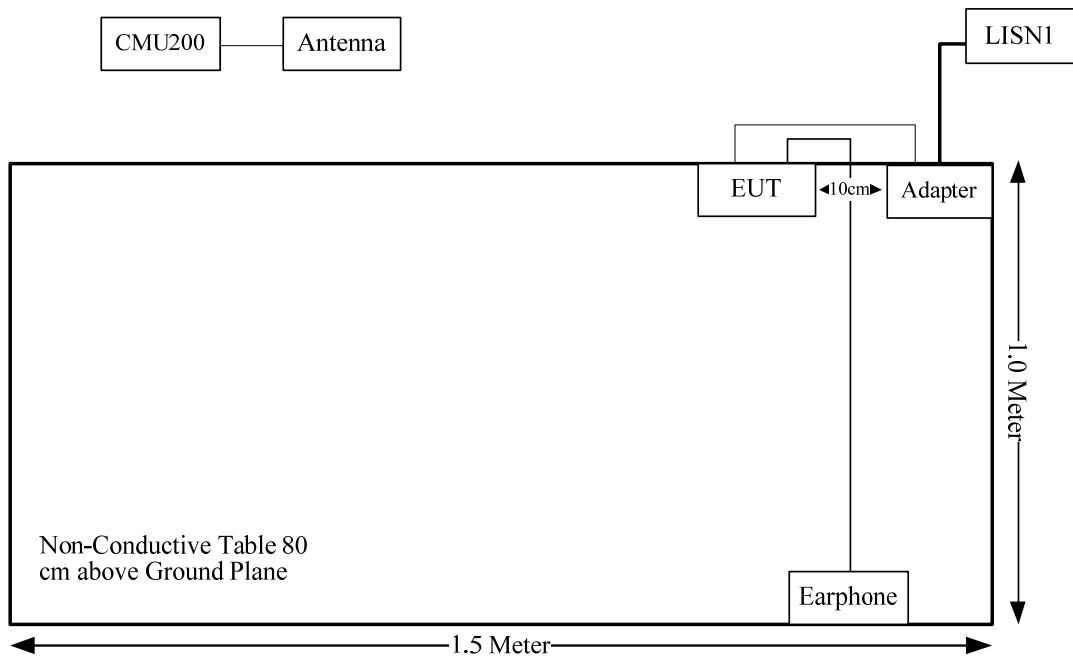 CMU200
Antenna
LISN1
EUT
10cm
Adapter
1.0 Meter
Non-Conductive Table 80
cm above Ground Plane
Earphone
1.5 Meter